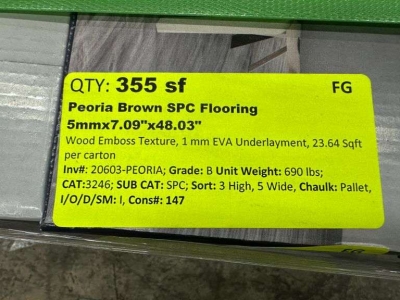 QTY: 355 sf FG
Peoria Brown SPC Flooring
5mmx7.09"x48.03"
Wood Emboss Texture, 1 mm EVA Underlayment, 23.64 Sqft
per carton
Inv#: 20603-PEORIA; Grade: B Unit Weight: 690 lbs;
CAT:3246; SUB CAT: SPC; Sort: 3 High, 5 Wide, Chaulk: Pallet,
I/O/D/SM: I, Cons#: 147
FG